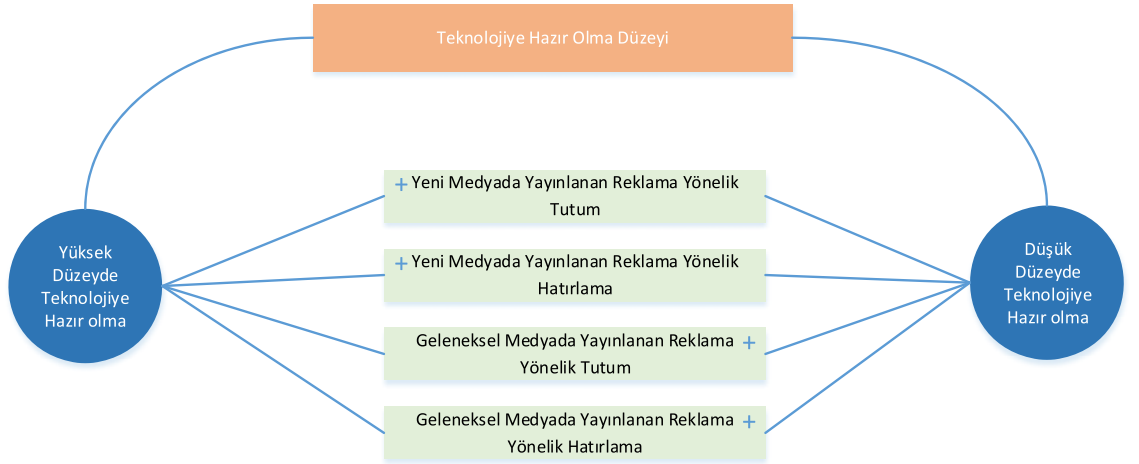 Teknolojiye Hazır Olma Düzeyi
Yüksek
Düzeyde
Teknolojiye
Hazır olma
+ Yeni Medyada Yayınlanan Reklama Yönelik
Tutum
+ Yeni Medyada Yayınlanan Reklama Yönelik
Hatırlama
Geleneksel Medyada Yayınlanan Reklama +
Yönelik Tutum
Geleneksel Medyada Yayınlanan Reklama +
Yönelik Hatırlama
Düşük
Düzeyde
Teknolojiye
Hazır olma